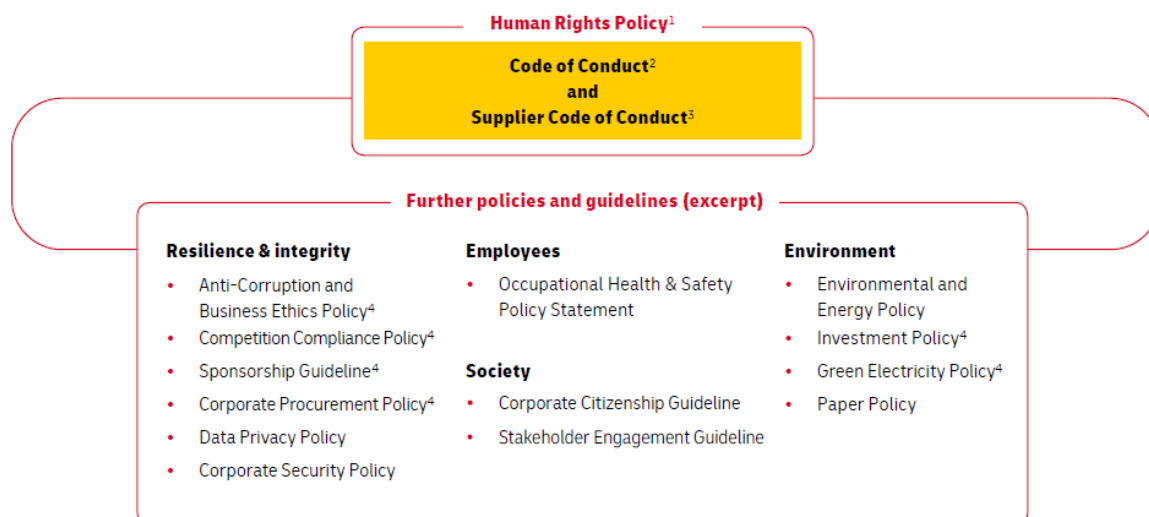 Human Rights Policy¹
Code of Conduct²
and
Supplier Code of Conduct³
Further policies and guidelines (excerpt)
Resilience & integrity
• Anti-Corruption and
Business Ethics Policy⁴
• Competition Compliance Policy⁴
• Sponsorship Guideline⁴
• Corporate Procurement Policy⁴
• Data Privacy Policy
• Corporate Security Policy
Employees
• Occupational Health & Safety
Policy Statement
Society
• Corporate Citizenship Guideline
• Stakeholder Engagement Guideline
Environment
• Environmental and
Energy Policy
• Investment Policy⁴
• Green Electricity Policy⁴
• Paper Policy